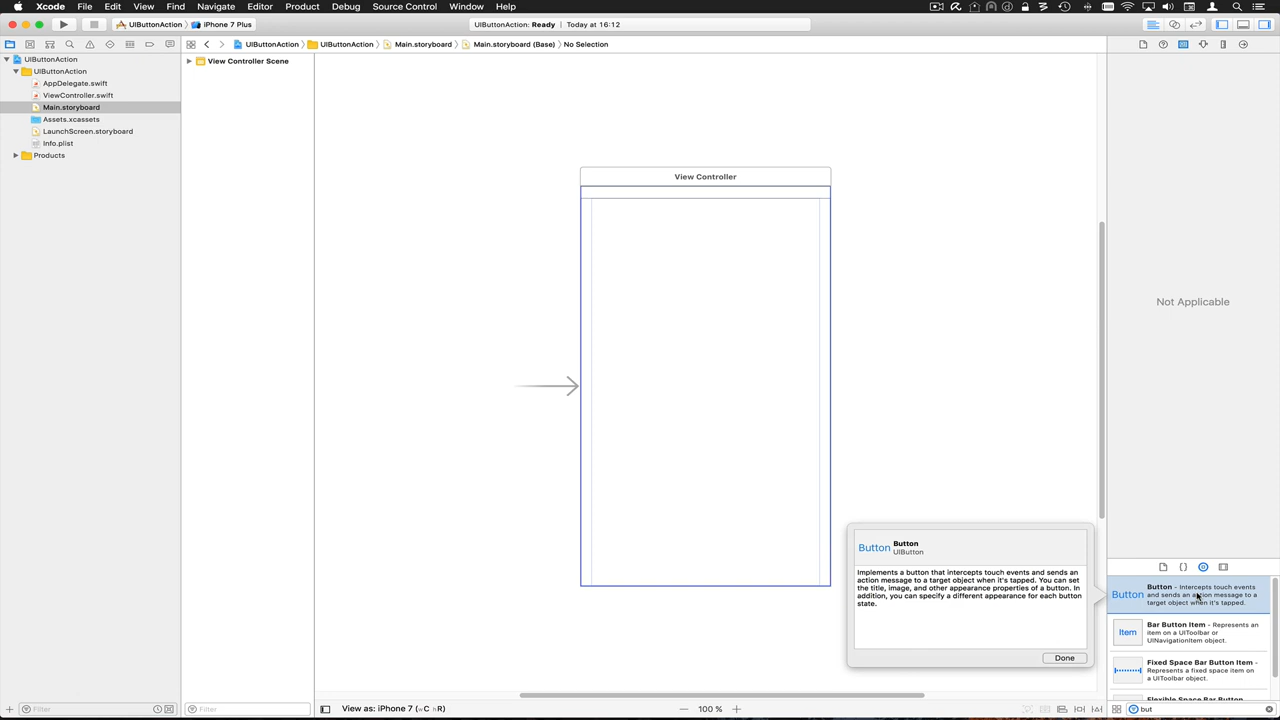 Xcode File Edit View Find Navigate Editor Product Debug Source Control Window Help
UIButtonAction iPhone 7 Plus
UIButtonAction: Ready Today at 16:12
UIButtonAction UIButtonAction Main.storyboard Main.storyboard (Base) No Selection
UIButtonAction
UIButtonAction
AppDelegate.swift
ViewController.swift
Main.storyboard
Assets.xcassets
LaunchScreen.storyboard
Info.plist
Products
View Controller Scene
View Controller
Not Applicable
Button
Button
UIButton
Implements a button that intercepts touch events and sends an
action message to a target object when it's tapped. You can set
the title, image, and other appearance properties of a button. In
addition, you can specify a different appearance for each button
state.
Done
Button
Button - Intercepts touch events
and sends an action message to a
target object when it's tapped.
Item
Bar Button Item - Represents an
item on a UIToolbar or
UINavigationItem object.
Fixed Space Bar Button Item -
Represents a fixed space item on
a UIToolbar object.
Flexible Space Bar Button
Filter
Filter
View as: iPhone 7 (wC hR)
100 %
but